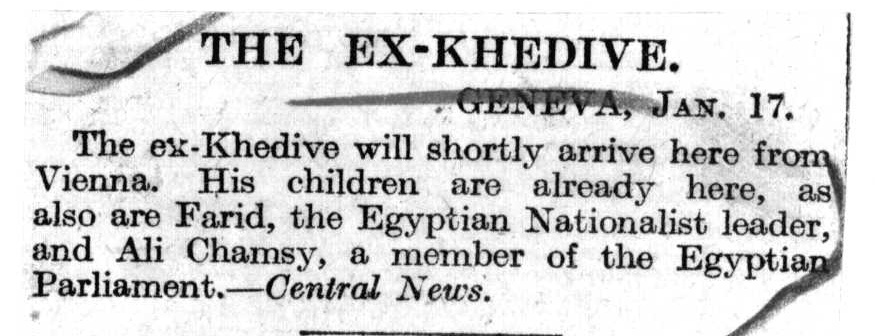 THE EX-KHEDIVE.
GENEVA, JAN. 17.
The ex-Khedive will shortly arrive here from
Vienna. His children are already here, as
also are Farid, the Egyptian Nationalist leader,
and Ali Chamsy, a member of the Egyptian
Parliament.—Central News.